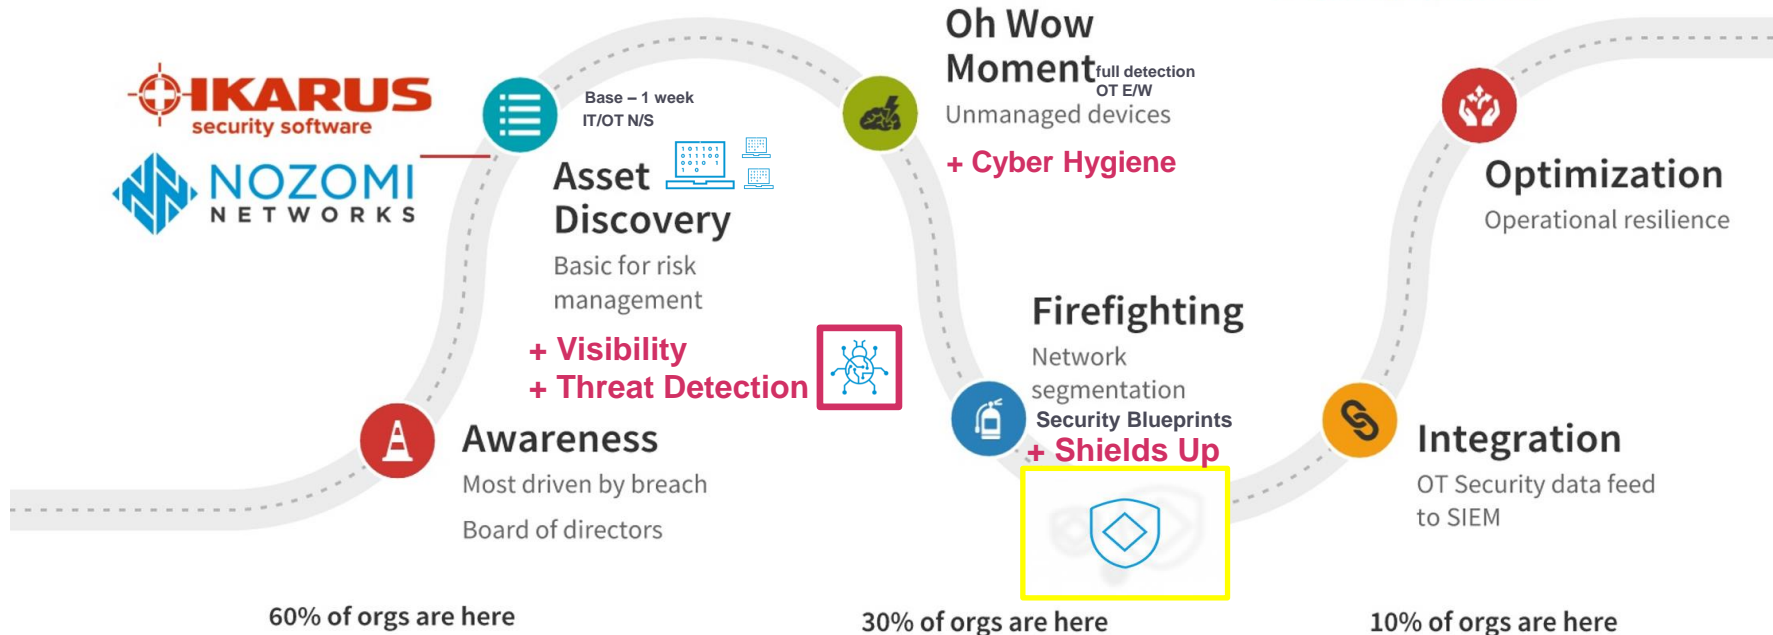 IKARUS
security software
NOZOMI
NETWORKS
Base – 1 week
IT/OT N/S
Asset
Discovery
Basic for risk
management
+ Visibility
+ Threat Detection
Awareness
Most driven by breach
Board of directors
60% of orgs are here
Oh Wow
Moment
full detection
OT E/W
Unmanaged devices
+ Cyber Hygiene
Firefighting
Network
segmentation
Security Blueprints
+ Shields Up
30% of orgs are here
Optimization
Operational resilience
Integration
OT Security data feed
to SIEM
10% of orgs are here